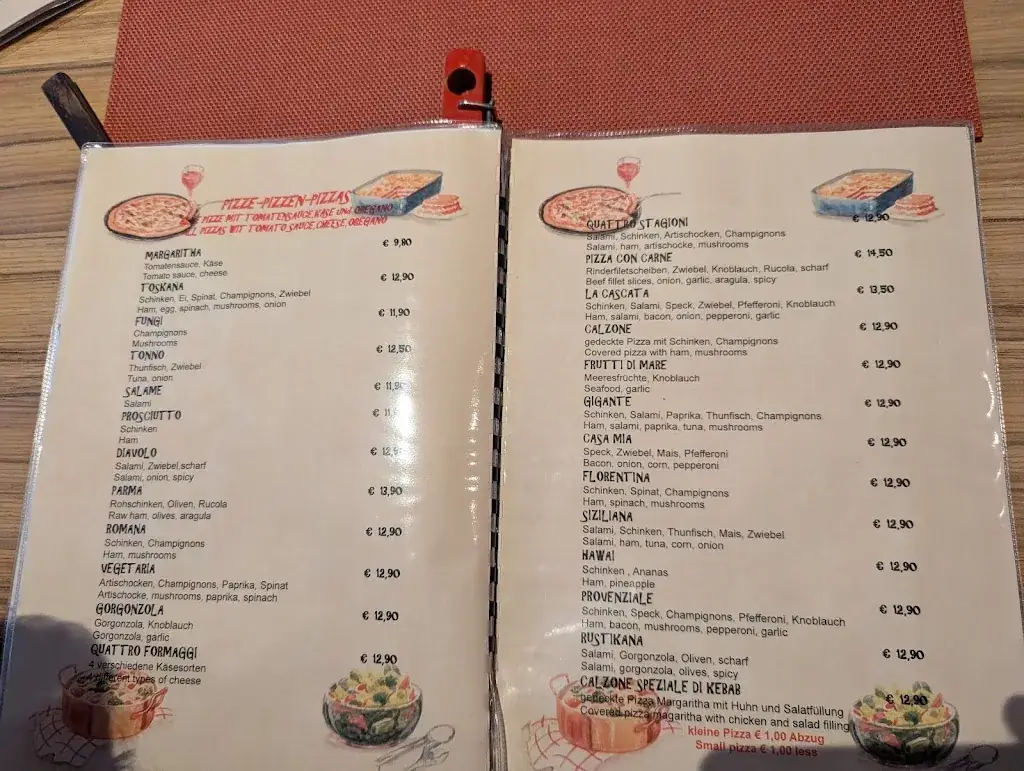 PIZZE-PIZZEN-PIZZAS
PIZZE MIT TOMATENSAUCE,KÄSE und OREGANO
PIZZAS WIT TOMATO SAUCE, CHEESE, OREGANO
MARGARITHA € 9,80
Tomatensauce, Käse
Tomato sauce, cheese
TOSKANA € 12,90
Schinken, Ei, Spinat, Champignons, Zwiebel
Ham, egg, spinach, mushrooms, onion
FUNGI € 11,90
Champignons
Mushrooms
TONNO € 12,50
Thunfisch, Zwiebel
Tuna, onion
SALAME €
Salami
PROSCIUTTO €
Schinken
Ham
DIAVOLO €
Salami, Zwiebel,scharf
Salami, onion, spicy
PARMA € 13,90
Rohschinken, Oliven, Rucola
Raw ham, olives, aragula
ROMANA € 12,90
Schinken, Champignons
Ham, mushrooms
VEGETARIA € 12,90
Artischocken, Champignons, Paprika, Spinat
Artischocke, mushrooms, paprika, spinach
GORGONZOLA € 12,90
Gorgonzola, Knoblauch
Gorgonzola, garlic
QUATTRO FORMAGGI € 12,90
4 verschiedene Käsesorten
4 different types of cheese
QUATTRO STAGIONI € 12,90
Salami, Schinken, Artischocken, Champignons
Salami, ham, artischocke, mushrooms
PIZZA CON CARNE € 14,50
Rinderfiletscheiben, Zwiebel, Knoblauch, Rucola, scharf
Beef fillet slices, onion, garlic, aragula, spicy
LA CASCATA € 13,50
Schinken, Salami, Speck, Zwiebel, Pfefferoni, Knoblauch
Ham, salami, bacon, onion, pepperoni, garlic
CALZONE € 12,90
gedeckte Pizza mit Schinken, Champignons
Covered pizza with ham, mushrooms
FRUTTI DI MARE € 12,90
Meeresfrüchte, Knoblauch
Seafood, garlic
GIGANTE € 12,90
Schinken, Salami, Paprika, Thunfisch, Champignons
Ham, salami, paprika, tuna, mushrooms
CASA MIA € 12,90
Speck, Zwiebel, Mais, Pfefferoni
Bacon, onion, corn, pepperoni
FLORENTINA € 12,90
Schinken, Spinat, Champignons
Ham, spinach, mushrooms
SIZILIANA € 12,90
Salami, Schinken, Thunfisch, Mais, Zwiebel
Salami, ham, tuna, corn, onion
HAWAI € 12,90
Schinken , Ananas
Ham, pineapple
PROVENZIALE € 12,90
Schinken, Speck, Champignons, Pfefferoni, Knoblauch
Ham, bacon, mushrooms, pepperoni, garlic
RUSTIKANA € 12,90
Salami, Gorgonzola, Oliven, scharf
Salami, gorgonzola, olives, spicy
CALZONE SPEZIALE DI KEBAB € 12,90
gedeckte Pizza Margaritha mit Huhn und Salatfüllung
Covered pizza magaritha with chicken and salad filling
kleine Pizza € 1,00 Abzug
Small pizza € 1,00 less